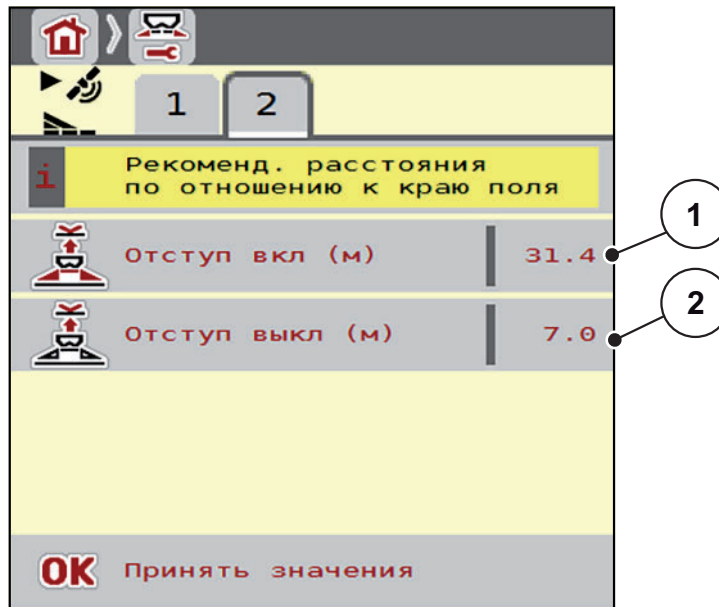 1
2
i
Рекоменд. расстояния
по отношению к краю поля
Отступ вкл (м)
31.4
1
Отступ выкл (м)
7.0
2
OK
Принять значения